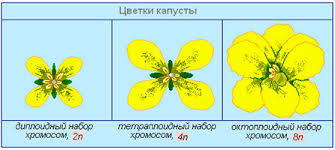 Цветки капусты
диплоидный набор
хромосом, 2n
тетраплоидный набор
хромосом, 4n
октоплоидный набор
хромосом, 8n